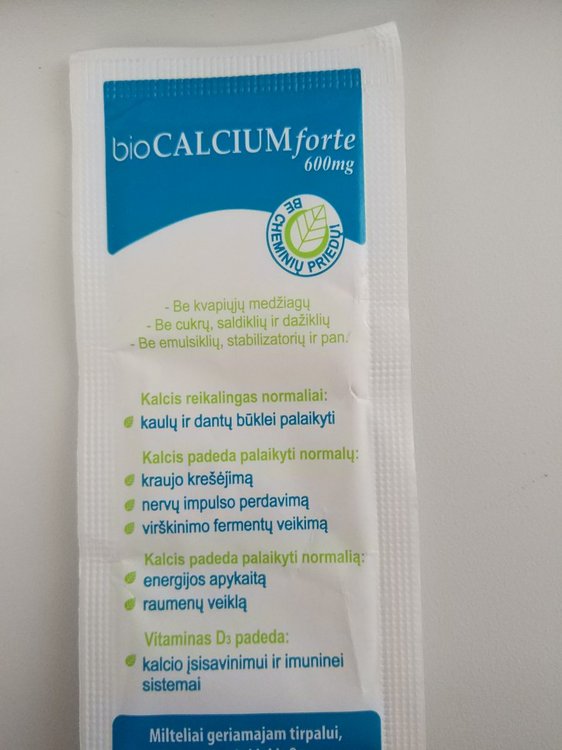 bioCALCIUMforte
600mg
BE CHEMINIŲ PRIEDŲ!
- Be kvapiųjų medžiagų
- Be cukrų, saldiklių ir dažiklių
- Be emulsiklių, stabilizatorių ir pan.
Kalcis reikalingas normaliai:
kaulų ir dantų būklei palaikyti
Kalcis padeda palaikyti normalų:
kraujo krešėjimą
nervų impulso perdavimą
virškinimo fermentų veikimą
Kalcis padeda palaikyti normalią:
energijos apykaitą
raumenų veiklą
Vitaminas D3 padeda:
kalcio įsisavinimui ir imuninei
sistemai
Milteliai geriamajam tirpalui,